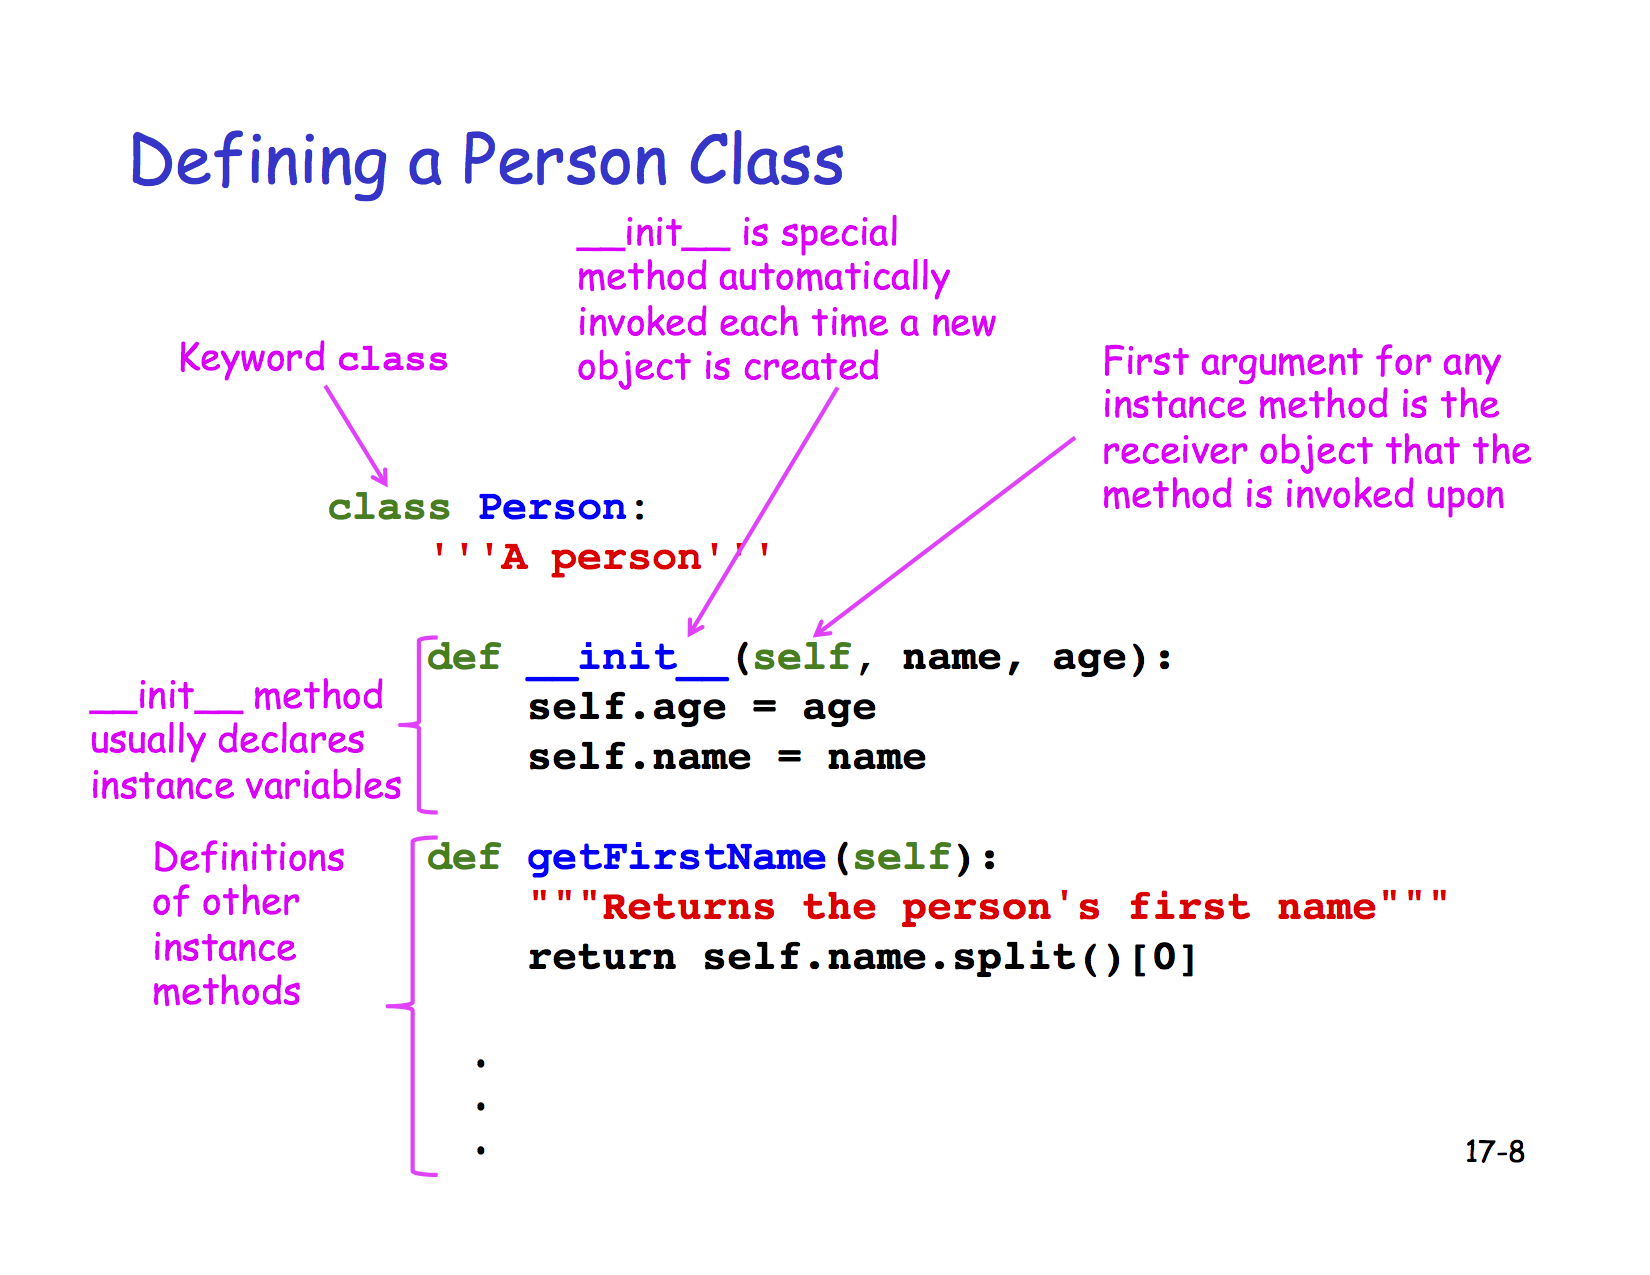 Defining a Person Class
__init__ is special
method automatically
invoked each time a new
object is created
Keyword class
First argument for any
instance method is the
receiver object that the
method is invoked upon
class Person:
'''A person'''
def __init__(self, name, age):
self.age = age
self.name = name
__init__ method
usually declares
instance variables
Definitions
of other
instance
methods
def getFirstName(self):
"""Returns the person's first name"""
return self.name.split()[0]
.
.
.
17-8